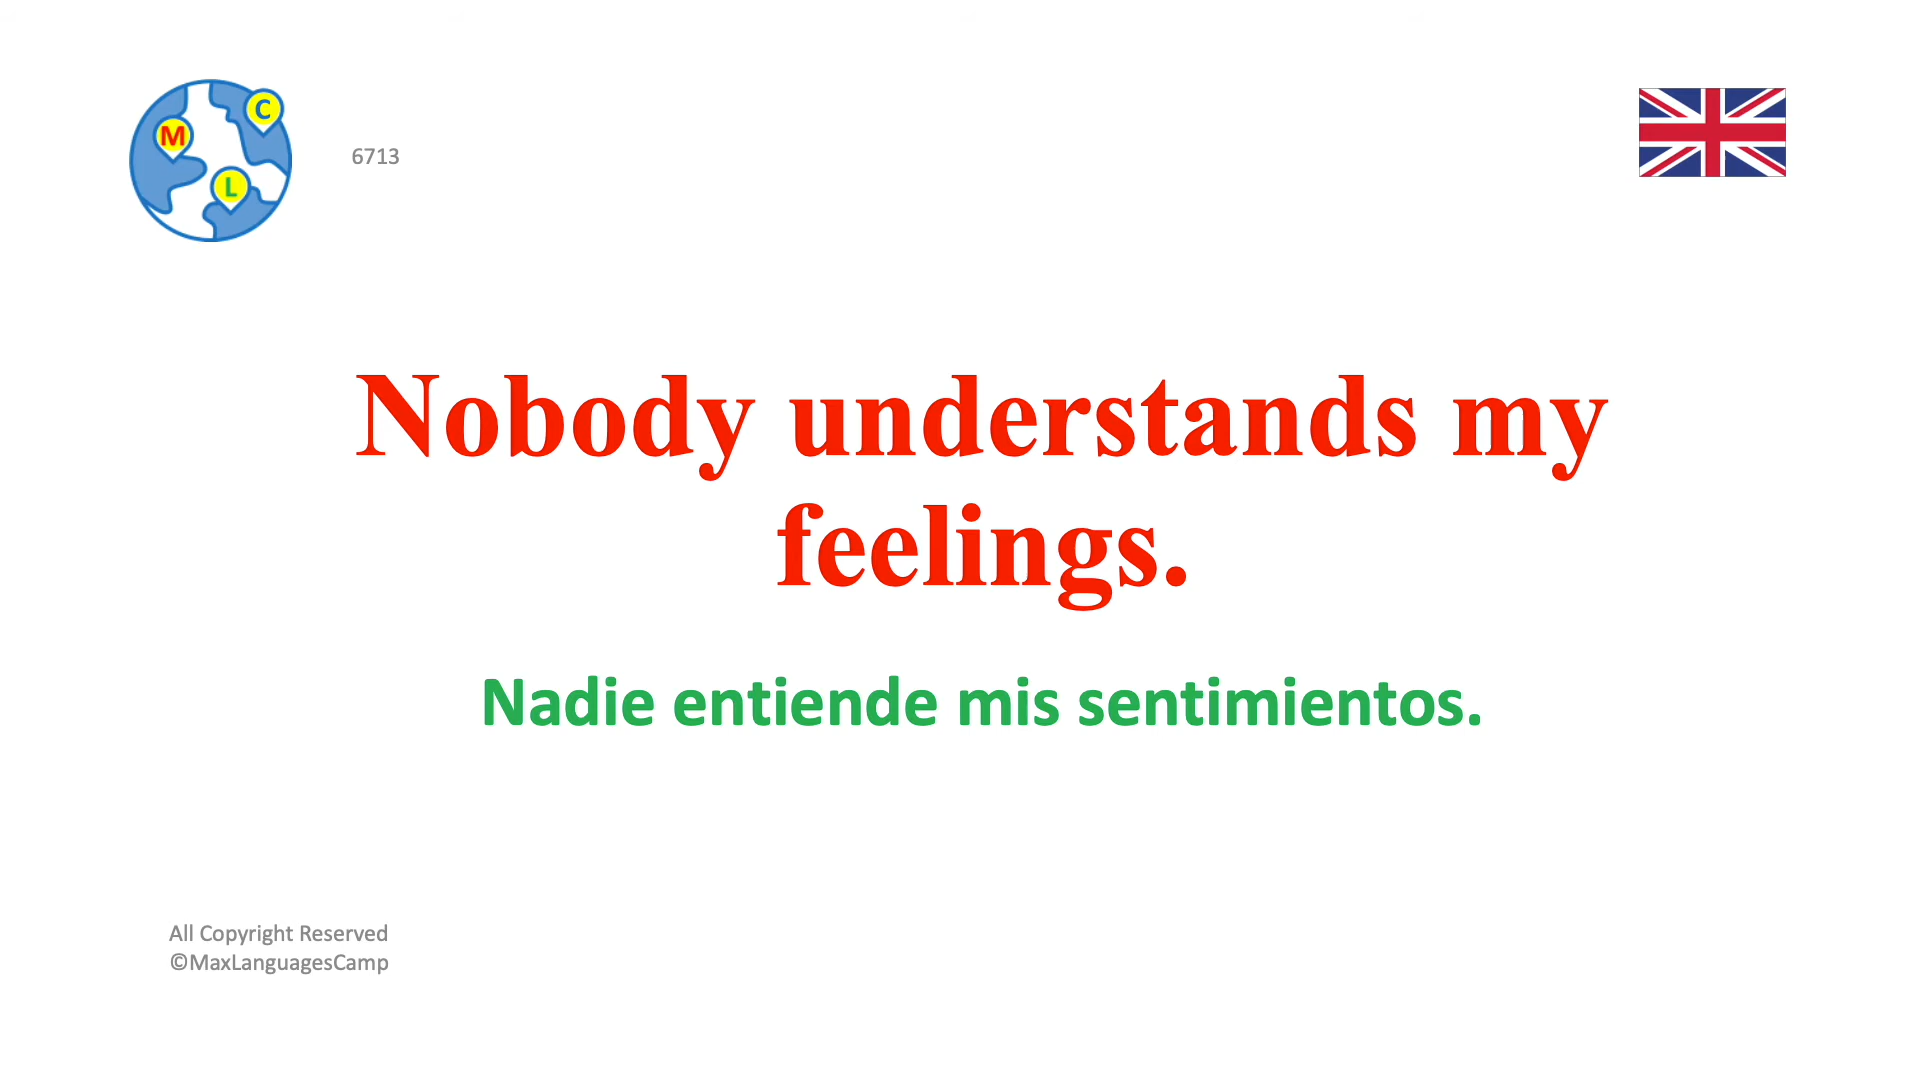 C
M
6713
L
Nobody understands my
feelings.
Nadie entiende mis sentimientos.
All Copyright Reserved
©MaxLanguagesCamp